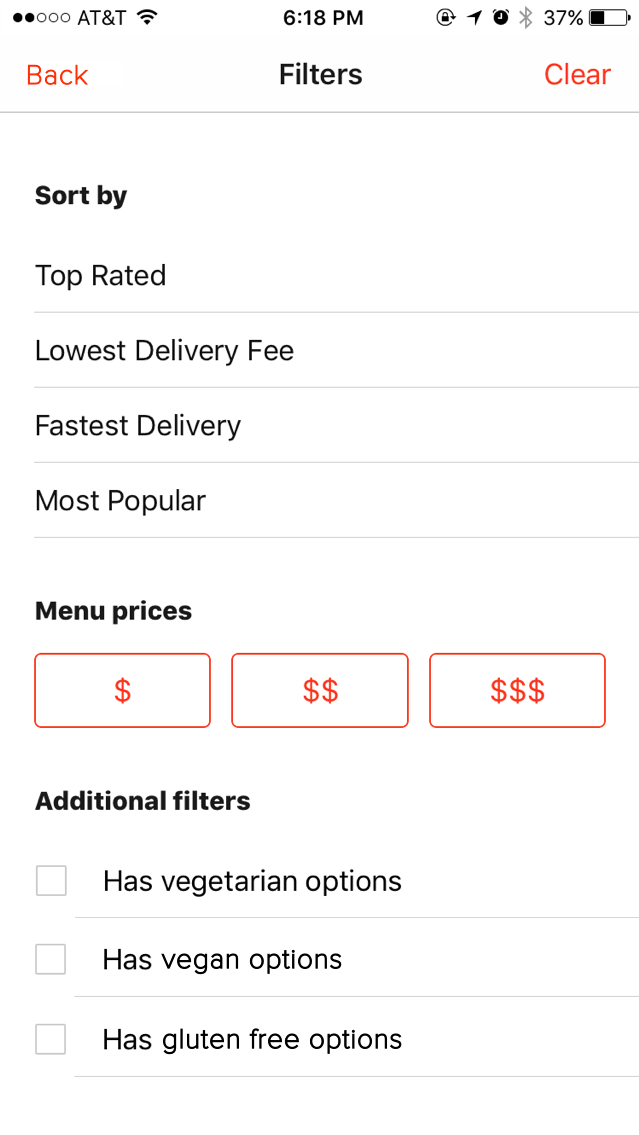 AT&T 6:18 PM 37%
Back Filters Clear
Sort by
Top Rated
Lowest Delivery Fee
Fastest Delivery
Most Popular
Menu prices
$ $$ $$$
Additional filters
Has vegetarian options
Has vegan options
Has gluten free options